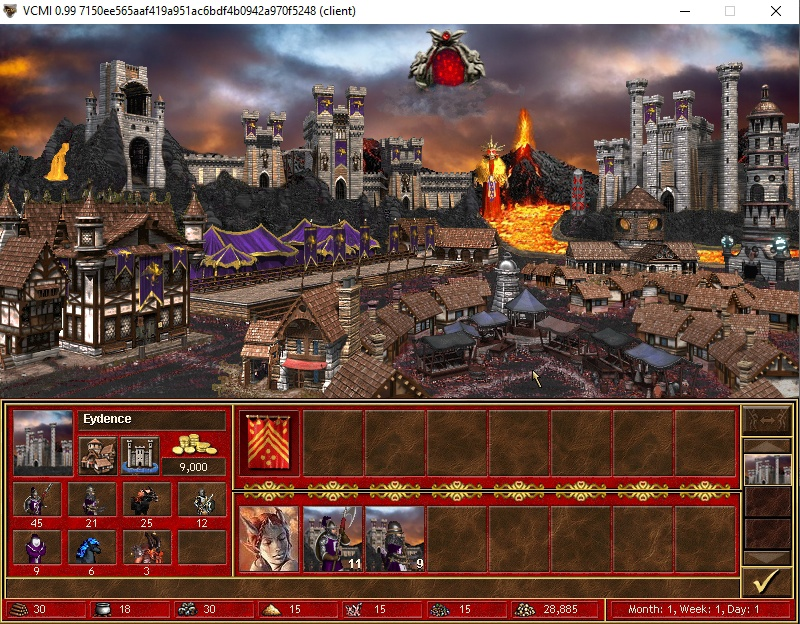 VCMI 0.99 7150ee565aaf419a951ac6bdf4b0942a970f5248 (client)
Eydence
9,000
45 21 25 12
9 6 3
11 9
30 18 30 15 15 15 28,885 Month: 1, Week: 1, Day: 1